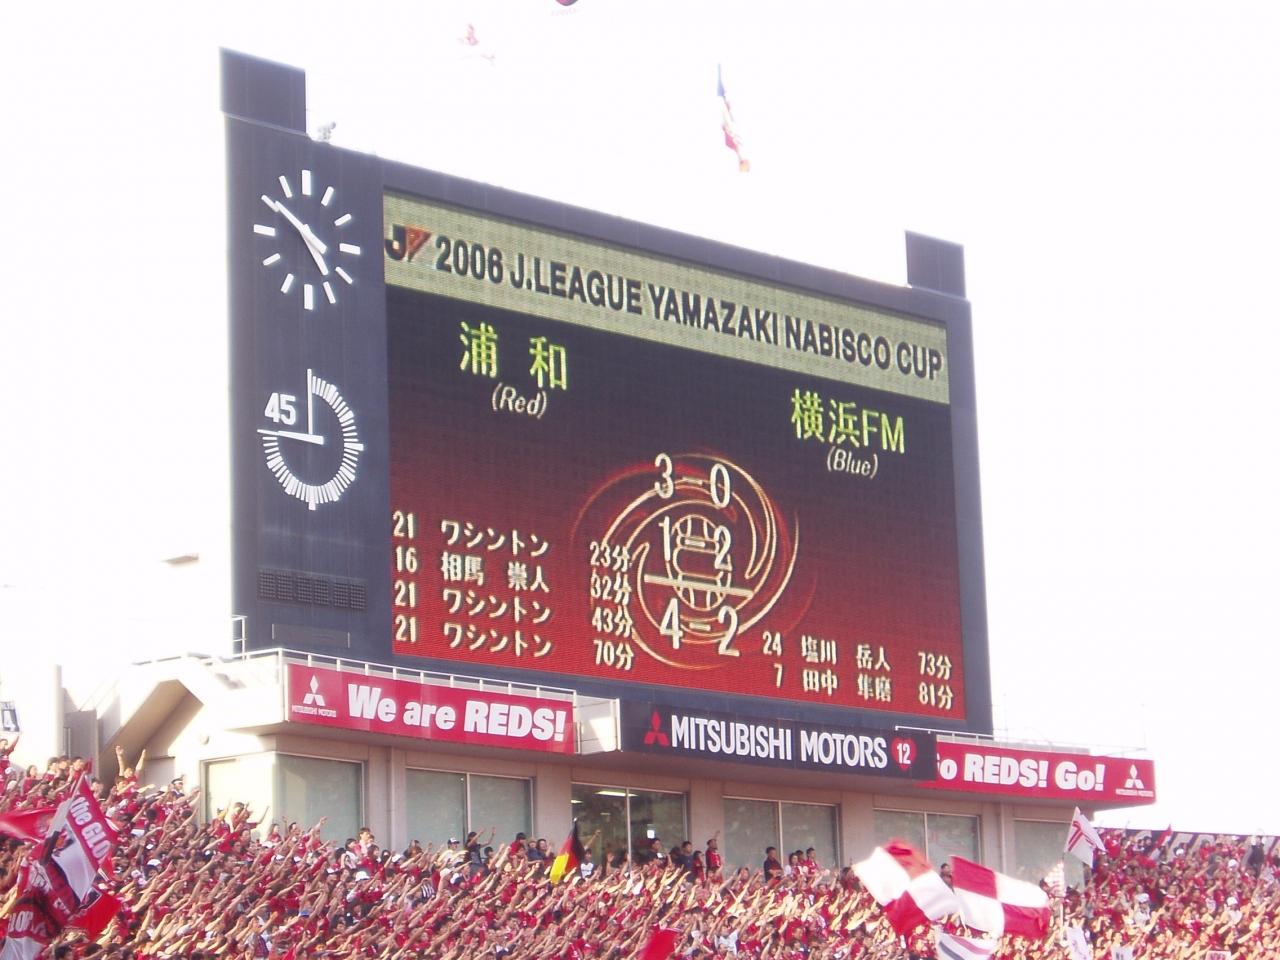 2006 J.LEAGUE YAMAZAKI NABISCO CUP
浦和
(Red)
横浜FM
(Blue)
3-0
1-2
4-2
21 ワシントン 23分
16 相馬 崇人 32分
21 ワシントン 43分
21 ワシントン 70分
24 塩川 岳人 73分
7 田中 隼磨 81分
45
MITSUBISHI MOTORS We are REDS!
MITSUBISHI MOTORS 12
o REDS! Go! MITSUBISHI MOTORS
the GLO